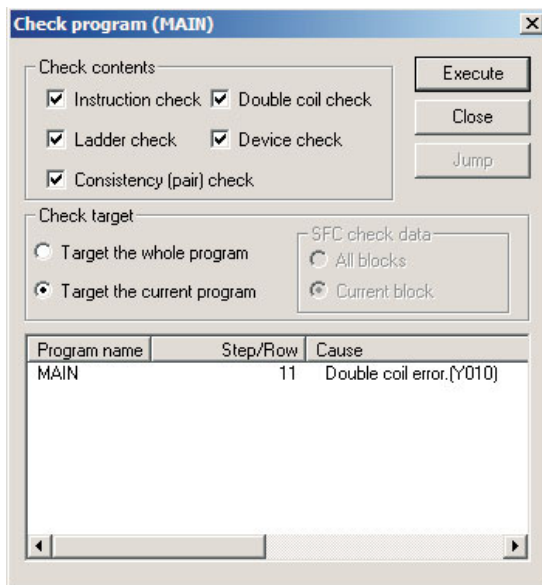 Check program (MAIN)
Check contents
Instruction check
Double coil check
Ladder check
Device check
Consistency (pair) check
Execute
Close
Jump
Check target
Target the whole program
Target the current program
SFC check data
All blocks
Current block
Program name Step/Row Cause
MAIN 11 Double coil error.(Y010)